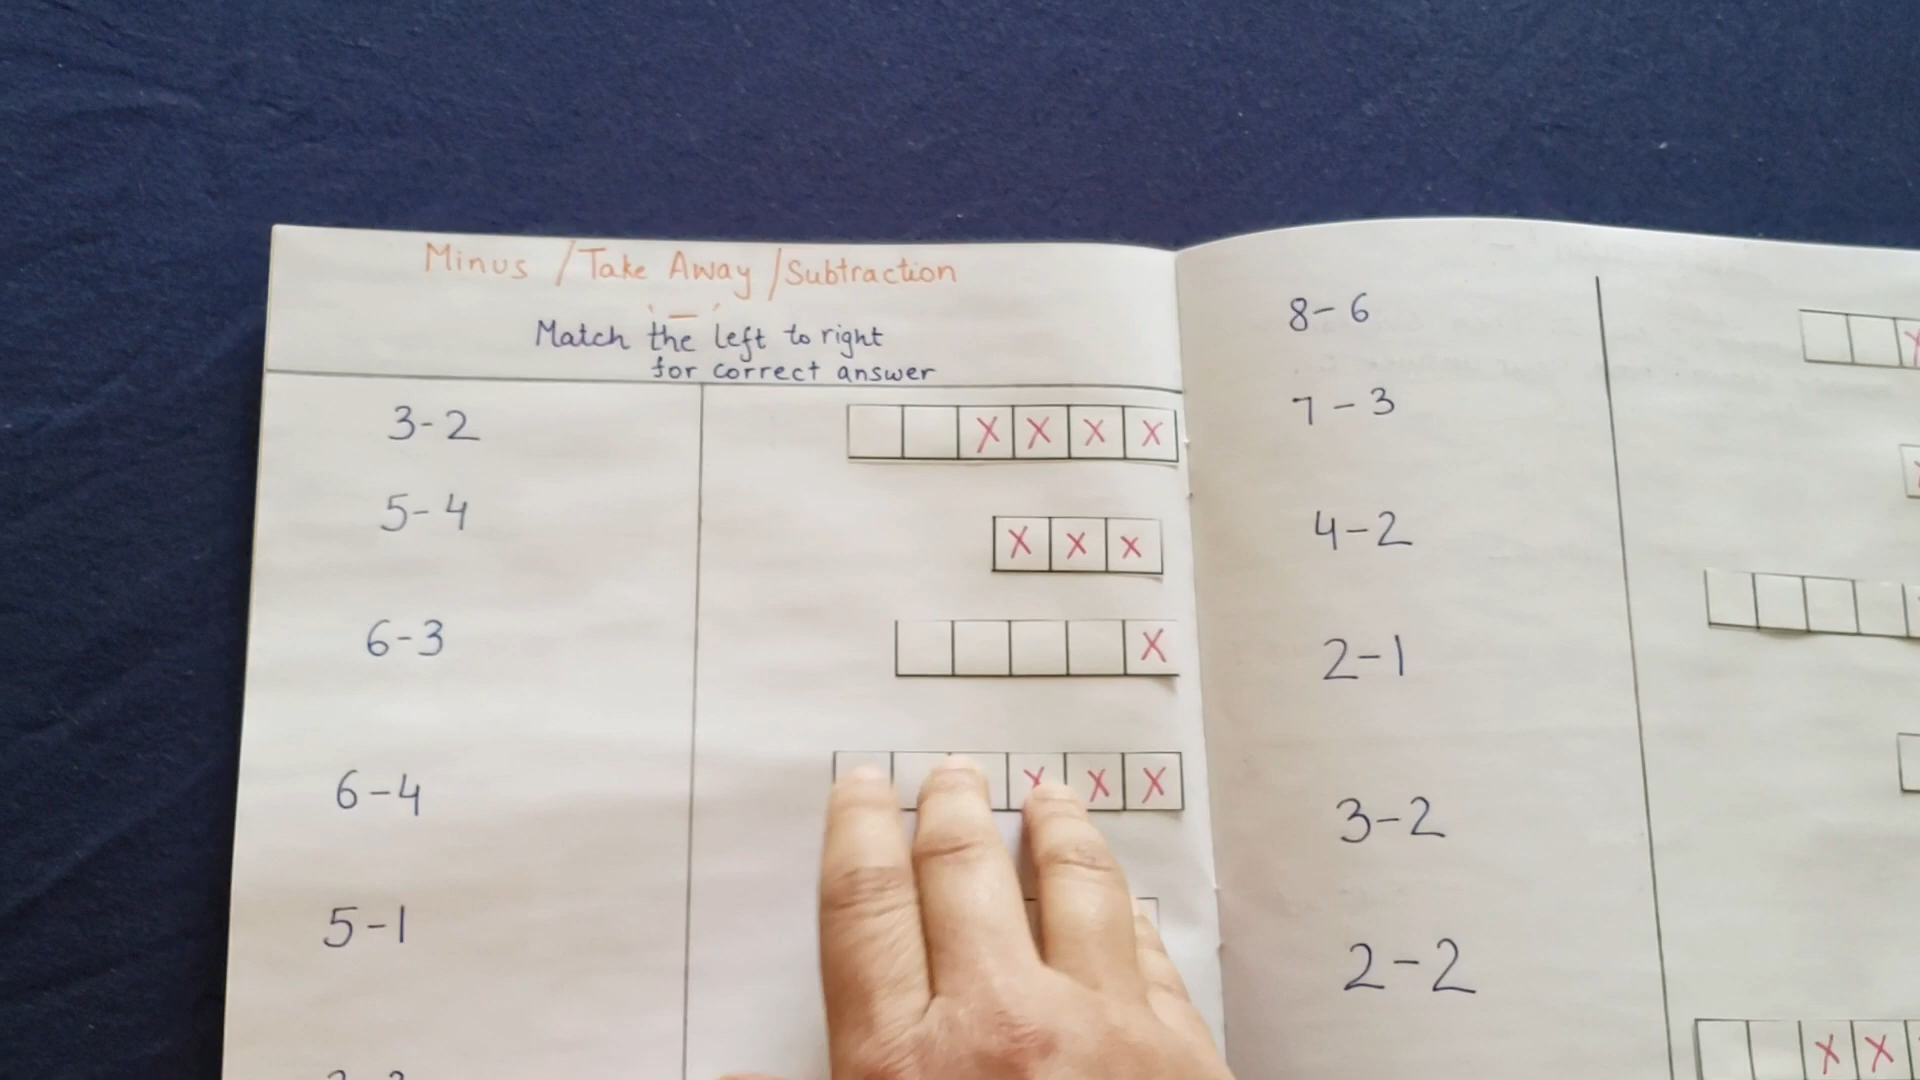 Minus / Take Away / Subtraction
' — '
Match the left to right
for correct answer
3-2
X X X X
5-4
X X X
6-3
X
6-4
X X X
5-1
8-6
7-3
4-2
2-1
3-2
2-2
X X